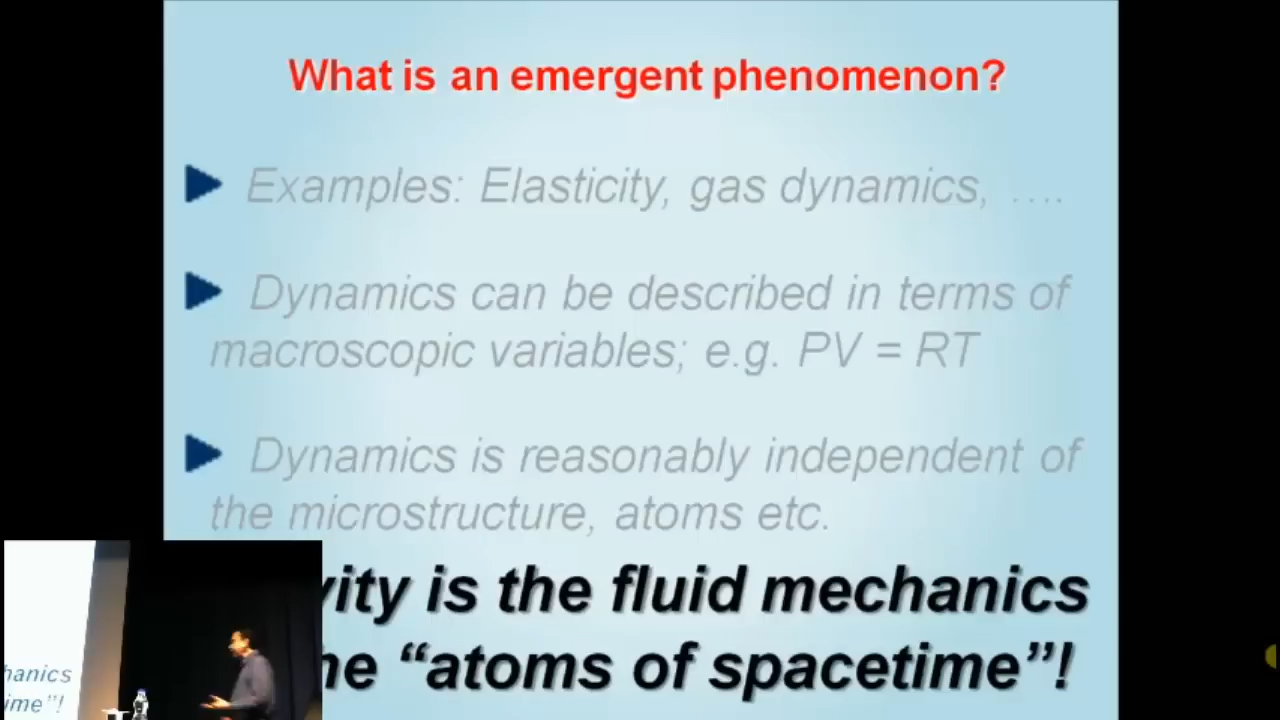 What is an emergent phenomenon?
Examples: Elasticity, gas dynamics, ….
Dynamics can be described in terms of
macroscopic variables; e.g. PV = RT
Dynamics is reasonably independent of
the microstructure, atoms etc.
vity is the fluid mechanics
he “atoms of spacetime”!
hanics
ime”!